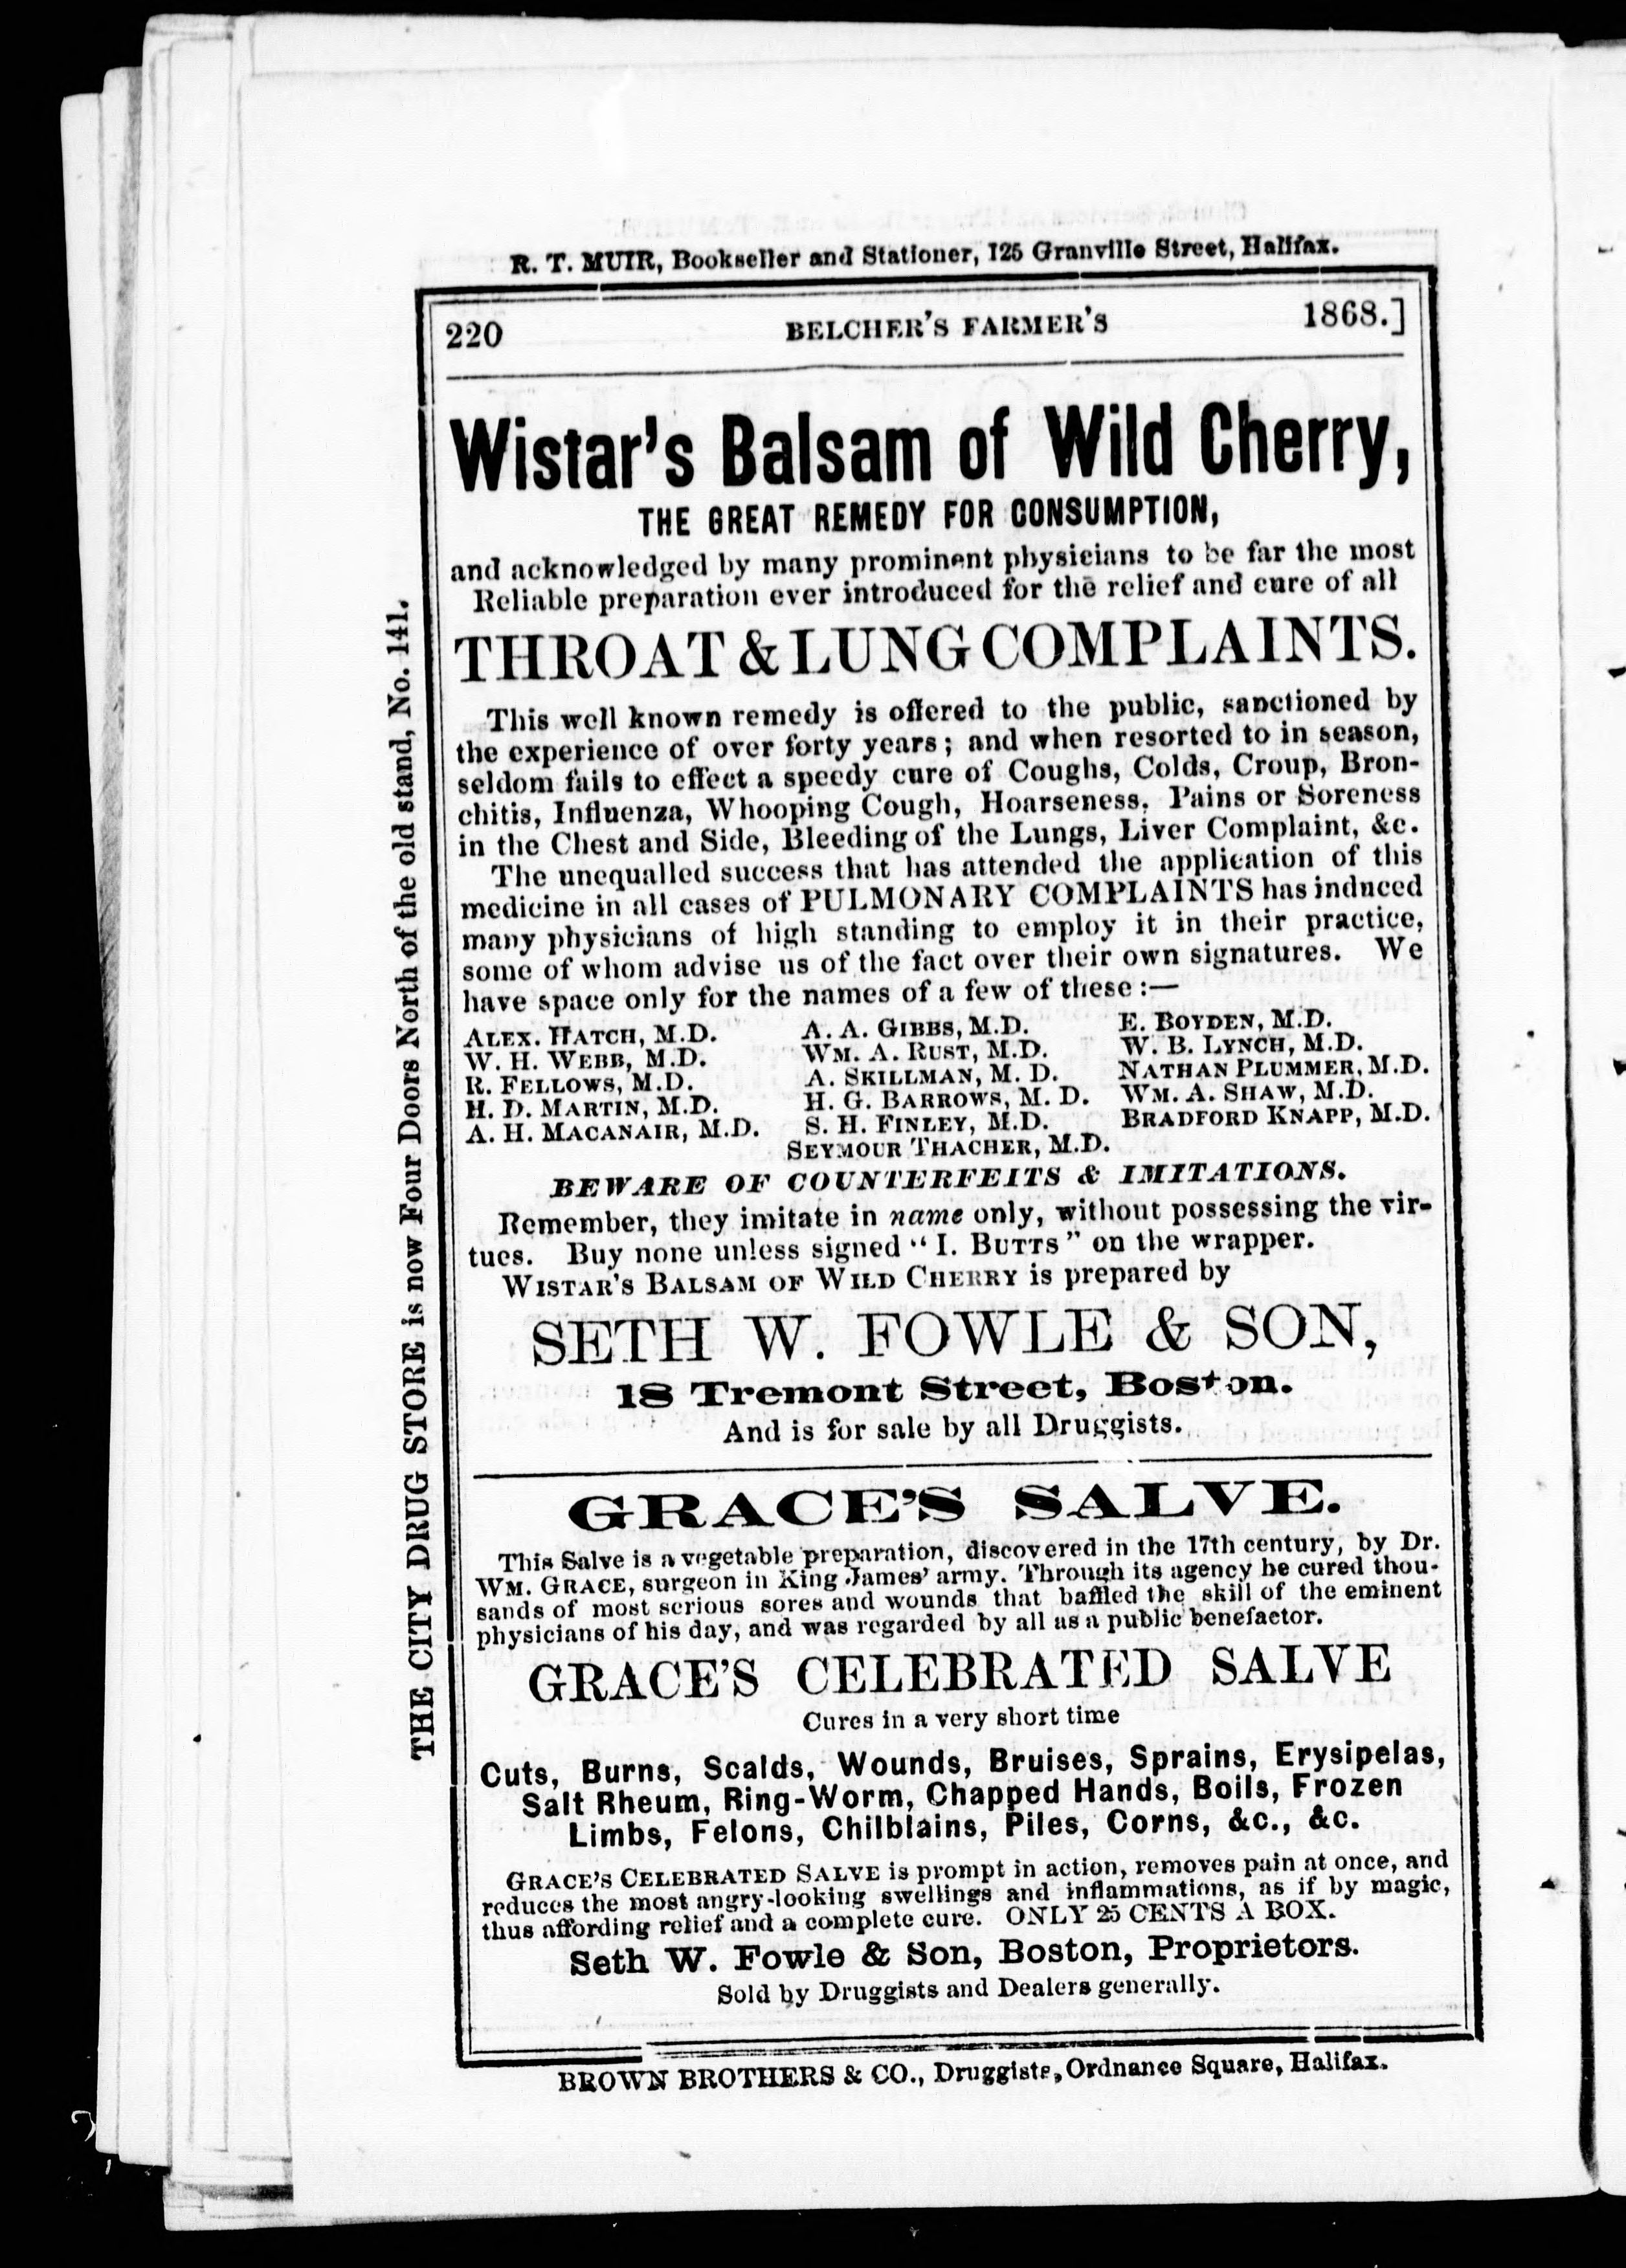 R. T. MUIR, Bookseller and Stationer, 125 Granville Street, Halifax.
220 BELCHER'S FARMER'S 1868.]
Wistar's Balsam of Wild Cherry,
THE GREAT REMEDY FOR CONSUMPTION,
and acknowledged by many prominent physicians to be far the most
Reliable preparation ever introduced for the relief and cure of all
THROAT & LUNG COMPLAINTS.
This well known remedy is offered to the public, sanctioned by
the experience of over forty years; and when resorted to in season,
seldom fails to effect a speedy cure of Coughs, Colds, Croup, Bron-
chitis, Influenza, Whooping Cough, Hoarseness, Pains or Soreness
in the Chest and Side, Bleeding of the Lungs, Liver Complaint, &c.
The unequalled success that has attended the application of this
medicine in all cases of PULMONARY COMPLAINTS has induced
many physicians of high standing to employ it in their practice,
some of whom advise us of the fact over their own signatures. We
have space only for the names of a few of these:—
ALEX. HATCH, M.D. A. A. GIBBS, M.D. E. BOYDEN, M.D.
W. H. WEBB, M.D. WM. A. RUST, M.D. W. B. LYNCH, M.D.
R. FELLOWS, M.D. A. SKILLMAN, M. D. NATHAN PLUMMER, M.D.
H. D. MARTIN, M.D. H. G. BARROWS, M. D. WM. A. SHAW, M.D.
A. H. MACANAIR, M.D. S. H. FINLEY, M.D. BRADFORD KNAPP, M.D.
SEYMOUR THACHER, M.D.
BEWARE OF COUNTERFEITS & IMITATIONS.
Remember, they imitate in name only, without possessing the vir-
tues. Buy none unless signed "I. BUTTS" on the wrapper.
WISTAR'S BALSAM OF WILD CHERRY is prepared by
SETH W. FOWLE & SON,
18 Tremont Street, Boston.
And is for sale by all Druggists.
GRACE'S SALVE.
This Salve is a vegetable preparation, discovered in the 17th century, by Dr.
WM. GRACE, surgeon in King James' army. Through its agency he cured thou-
sands of most serious sores and wounds that baffled the skill of the eminent
physicians of his day, and was regarded by all as a public benefactor.
GRACE'S CELEBRATED SALVE
Cures in a very short time
Cuts, Burns, Scalds, Wounds, Bruises, Sprains, Erysipelas,
Salt Rheum, Ring-Worm, Chapped Hands, Boils, Frozen
Limbs, Felons, Chilblains, Piles, Corns, &c., &c.
GRACE'S CELEBRATED SALVE is prompt in action, removes pain at once, and
reduces the most angry-looking swellings and inflammations, as if by magic,
thus affording relief and a complete cure. ONLY 25 CENTS A BOX.
Seth W. Fowle & Son, Boston, Proprietors.
Sold by Druggists and Dealers generally.
BROWN BROTHERS & CO., Druggists, Ordnance Square, Halifax.
THE CITY DRUG STORE is now Four Doors North of the old stand, No. 141.